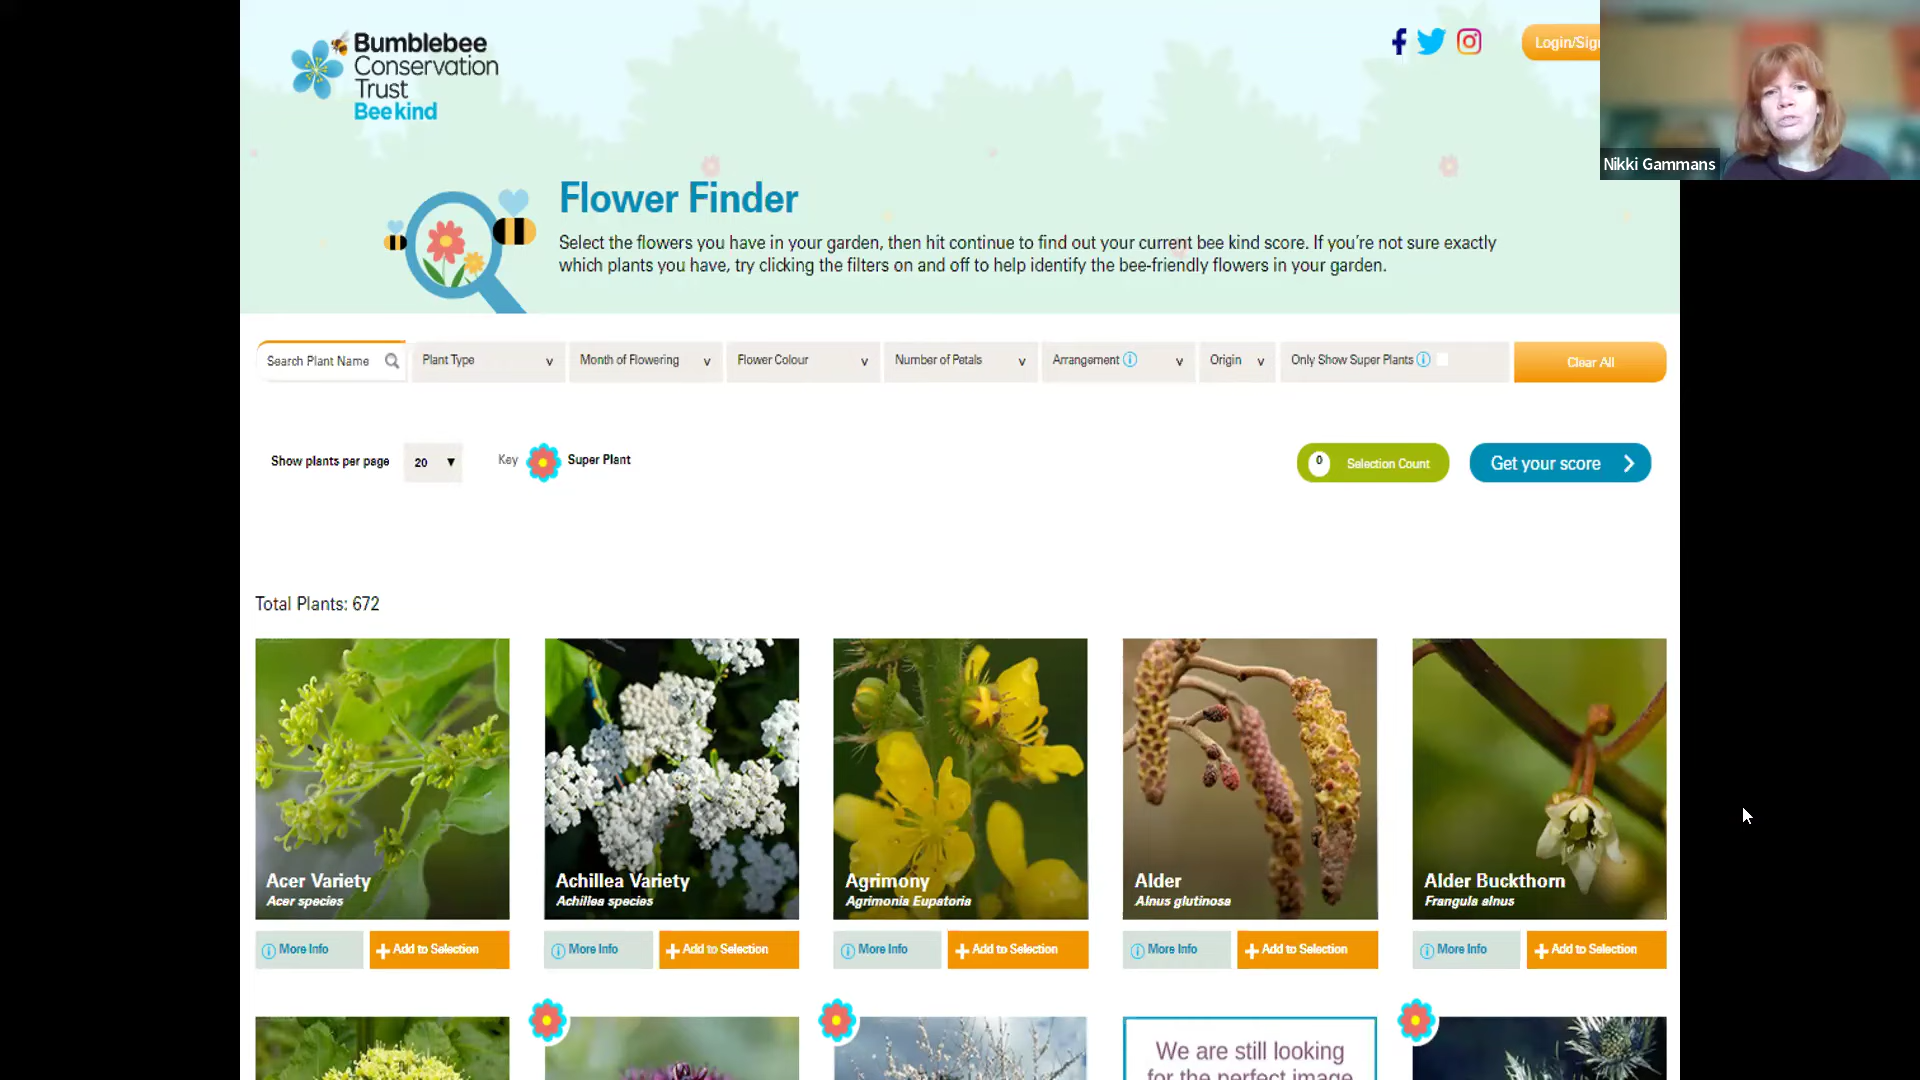 Bumblebee
Conservation
Trust
Beekind
Login/Sig
Nikki Gammans
Flower Finder
Select the flowers you have in your garden, then hit continue to find out your current bee kind score. If you're not sure exactly
which plants you have, try clicking the filters on and off to help identify the bee-friendly flowers in your garden.
Search Plant Name
Plant Type
Month of Flowering
Flower Colour
Number of Petals
Arrangement
Origin
Only Show Super Plants
Clear All
Show plants per page
20
Key
Super Plant
0
Selection Count
Get your score
Total Plants: 672
Acer Variety
Acer species
Achillea Variety
Achillea species
Agrimony
Agrimonia Eupatoria
Alder
Alnus glutinosa
Alder Buckthorn
Frangula alnus
More Info
Add to Selection
More Info
Add to Selection
More Info
Add to Selection
More Info
Add to Selection
More Info
Add to Selection
We are still looking
for the perfect image